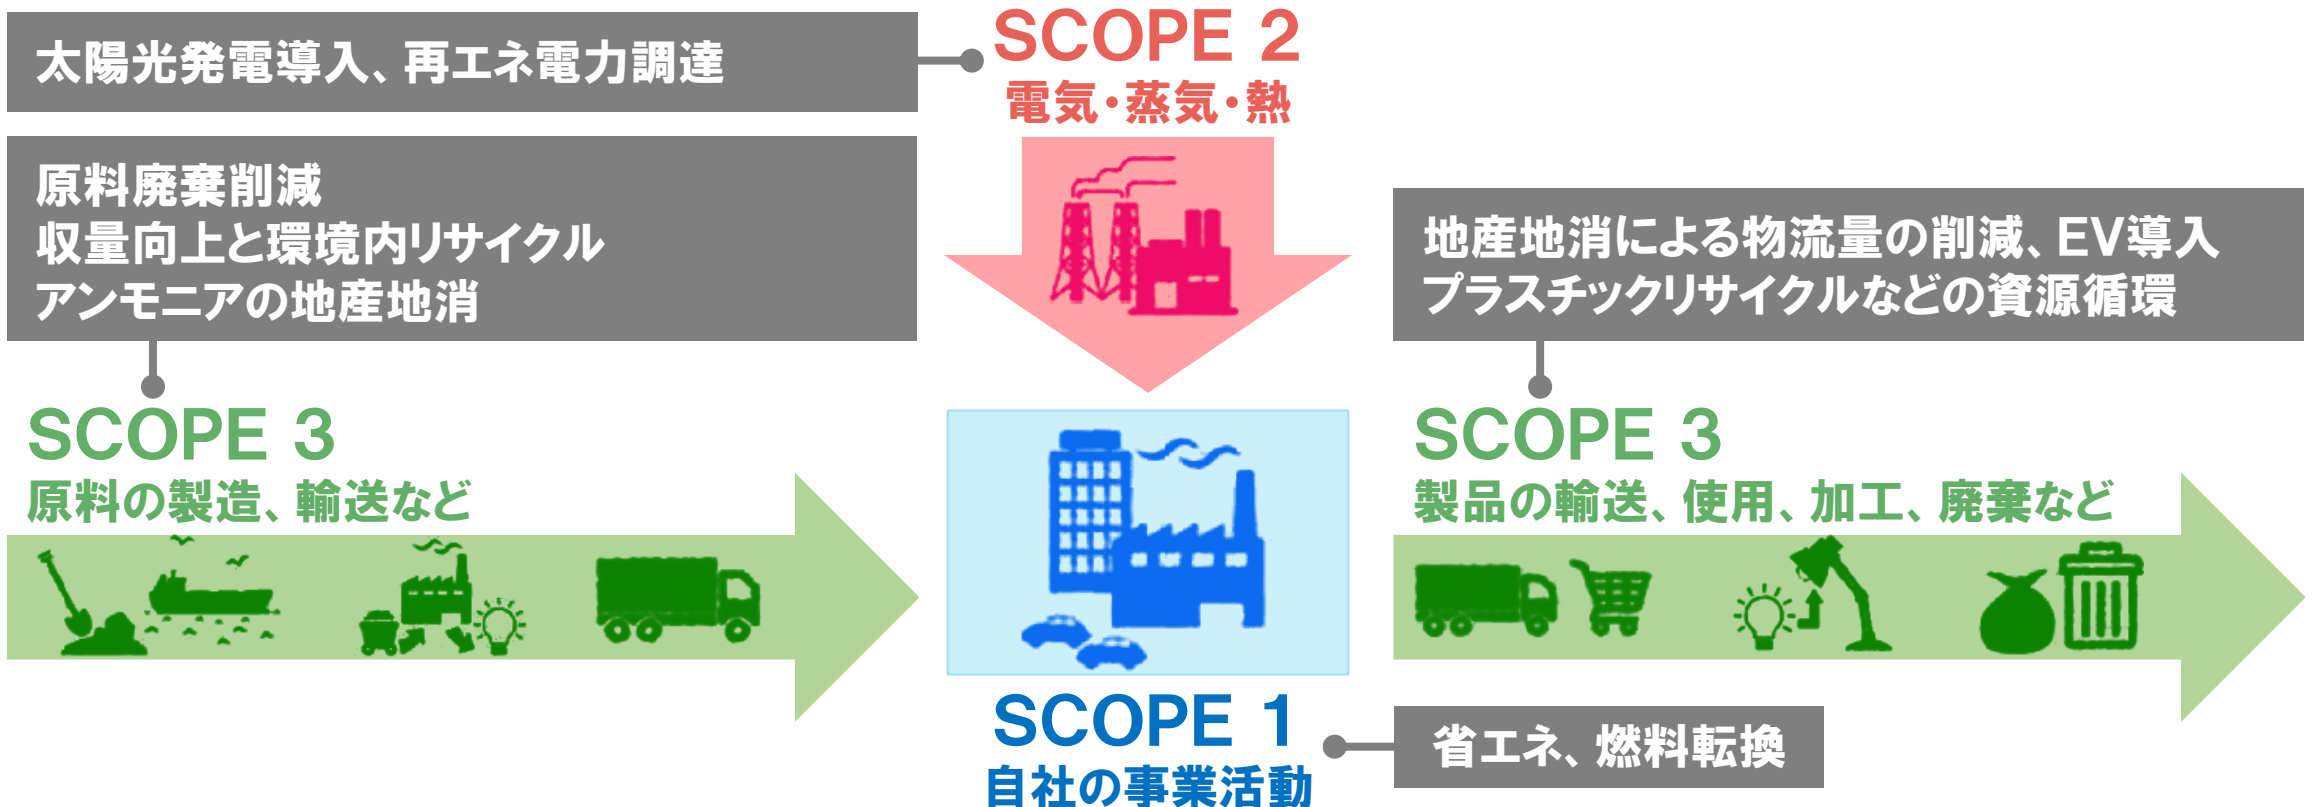 太陽光発電導入、再エネ電力調達
SCOPE 2
電気・蒸気・熱
原料廃棄削減
収量向上と環境内リサイクル
アンモニアの地産地消
地産地消による物流量の削減、EV導入
プラスチックリサイクルなどの資源循環
SCOPE 3
原料の製造、輸送など
SCOPE 3
製品の輸送、使用、加工、廃棄など
SCOPE 1
自社の事業活動
省エネ、燃料転換